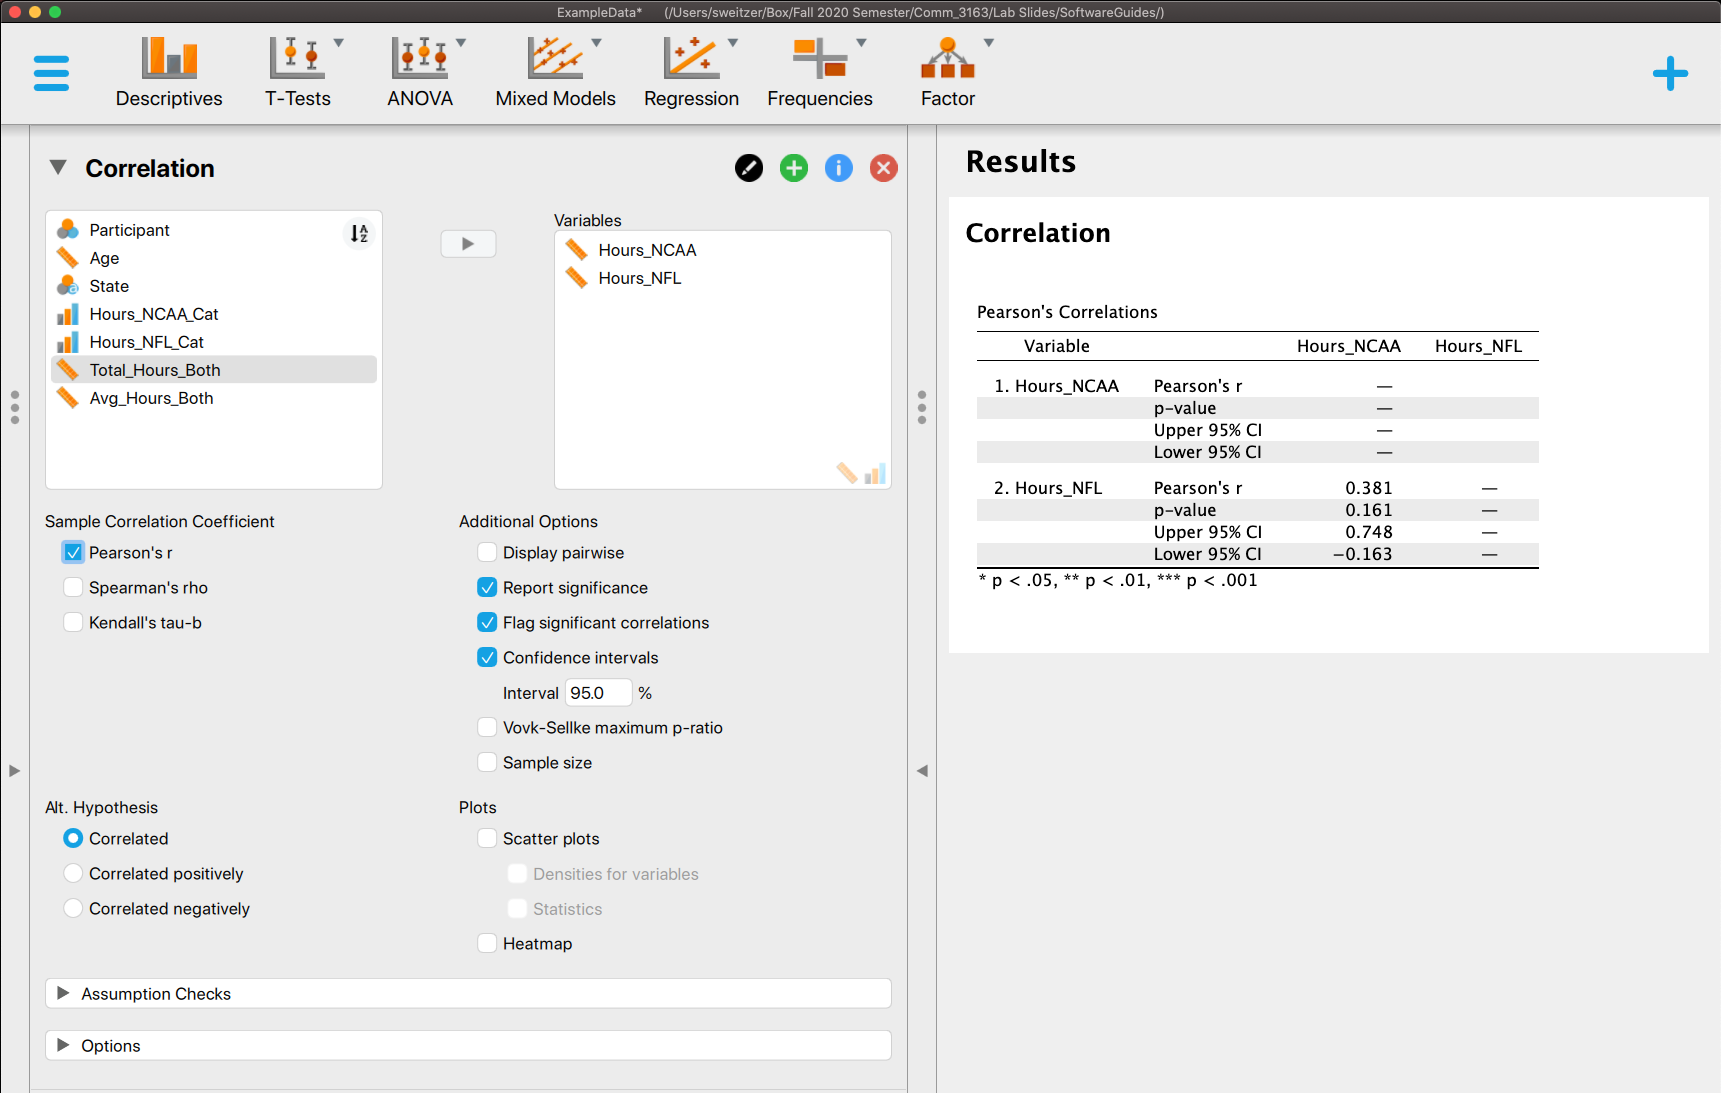 ExampleData* (/Users/sweitzer/Box/Fall 2020 Semester/Comm_3163/Lab Slides/SoftwareGuides/)
Descriptives T-Tests ANOVA Mixed Models Regression Frequencies Factor
Correlation
Participant
Age
State
Hours_NCAA_Cat
Hours_NFL_Cat
Total_Hours_Both
Avg_Hours_Both
Variables
Hours_NCAA
Hours_NFL
Sample Correlation Coefficient
Pearson's r
Spearman's rho
Kendall's tau-b
Additional Options
Display pairwise
Report significance
Flag significant correlations
Confidence intervals
Interval 95.0 %
Vovk-Sellke maximum p-ratio
Sample size
Alt. Hypothesis
Correlated
Correlated positively
Correlated negatively
Plots
Scatter plots
Densities for variables
Statistics
Heatmap
Assumption Checks
Options
Results
Correlation
Pearson's Correlations
Variable Hours_NCAA Hours_NFL
1. Hours_NCAA Pearson's r —
p-value —
Upper 95% CI —
Lower 95% CI —
2. Hours_NFL Pearson's r 0.381 —
p-value 0.161 —
Upper 95% CI 0.748 —
Lower 95% CI −0.163 —
* p < .05, ** p < .01, *** p < .001